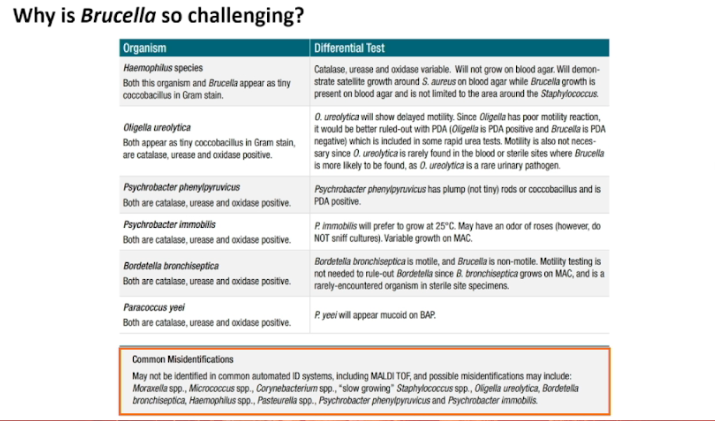 Why is Brucella so challenging?
Organism
Differential Test
Haemophilus species
Both this organism and Brucella appear as tiny
coccobacillus in Gram stain.
Catalase, urease and oxidase variable. Will not grow on blood agar. Will demon-
strate satellite growth around S. aureus on blood agar while Brucella growth is
present on blood agar and is not limited to the area around the Staphylococcus.
Oligella ureolytica
Both appear as tiny coccobacillus in Gram stain,
are catalase, urease and oxidase positive.
O. ureolytica will show delayed motility. Since Oligella has poor motility reaction,
it would be better ruled-out with PDA (Oligella is PDA positive and Brucella is PDA
negative) which is included in some rapid urea tests. Motility is also not neces-
sary since O. ureolytica is rarely found in the blood or sterile sites where Brucella
is more likely to be found, as O. ureolytica is a rare urinary pathogen.
Psychrobacter phenylpyruvicus
Both are catalase, urease and oxidase positive.
Psychrobacter phenylpyruvicus has plump (not tiny) rods or coccobacillus and is
PDA positive.
Psychrobacter immobilis
Both are catalase, urease and oxidase positive.
P. immobilis will prefer to grow at 25°C. May have an odor of roses (however, do
NOT sniff cultures). Variable growth on MAC.
Bordetella bronchiseptica
Both are catalase, urease and oxidase positive.
Bordetella bronchiseptica is motile, and Brucella is non-motile. Motility testing is
not needed to rule-out Bordetella since B. bronchiseptica grows on MAC, and is a
rarely-encountered organism in sterile site specimens.
Paracoccus yeei
Both are catalase, urease and oxidase positive.
P. yeei will appear mucoid on BAP.
Common Misidentifications
May not be identified in common automated ID systems, including MALDI TOF, and possible misidentifications may include:
Moraxella spp., Micrococcus spp., Corynebacterium spp., "slow growing" Staphylococcus spp., Oligella ureolytica, Bordetella
bronchiseptica, Haemophilus spp., Pasteurella spp., Psychrobacter phenylpyruvicus and Psychrobacter immobilis.